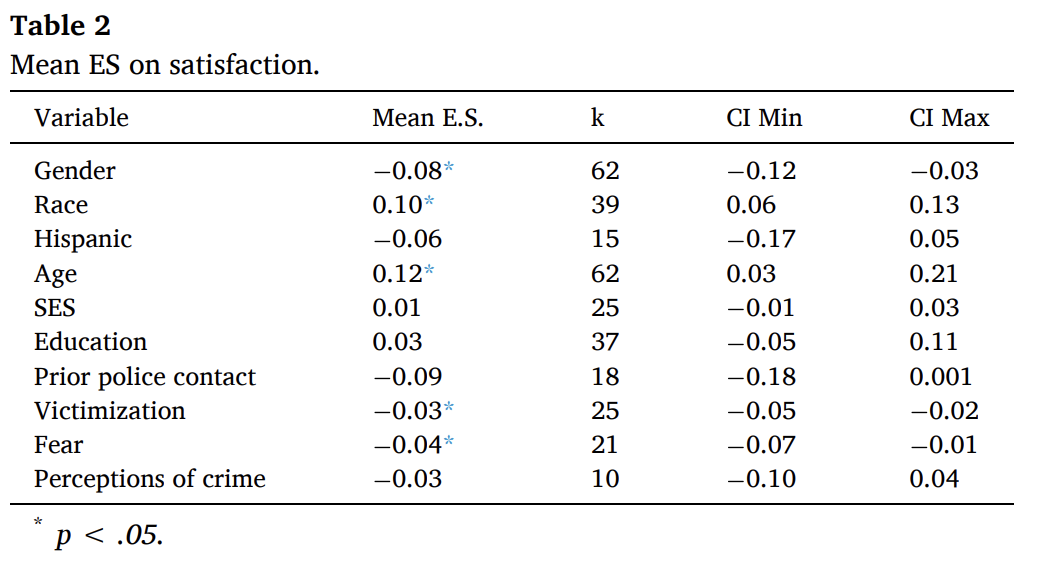 Table 2
Mean ES on satisfaction.
Variable Mean E.S. k CI Min CI Max
Gender −0.08* 62 −0.12 −0.03
Race 0.10* 39 0.06 0.13
Hispanic −0.06 15 −0.17 0.05
Age 0.12* 62 0.03 0.21
SES 0.01 25 −0.01 0.03
Education 0.03 37 −0.05 0.11
Prior police contact −0.09 18 −0.18 0.001
Victimization −0.03* 25 −0.05 −0.02
Fear −0.04* 21 −0.07 −0.01
Perceptions of crime −0.03 10 −0.10 0.04
* p < .05.